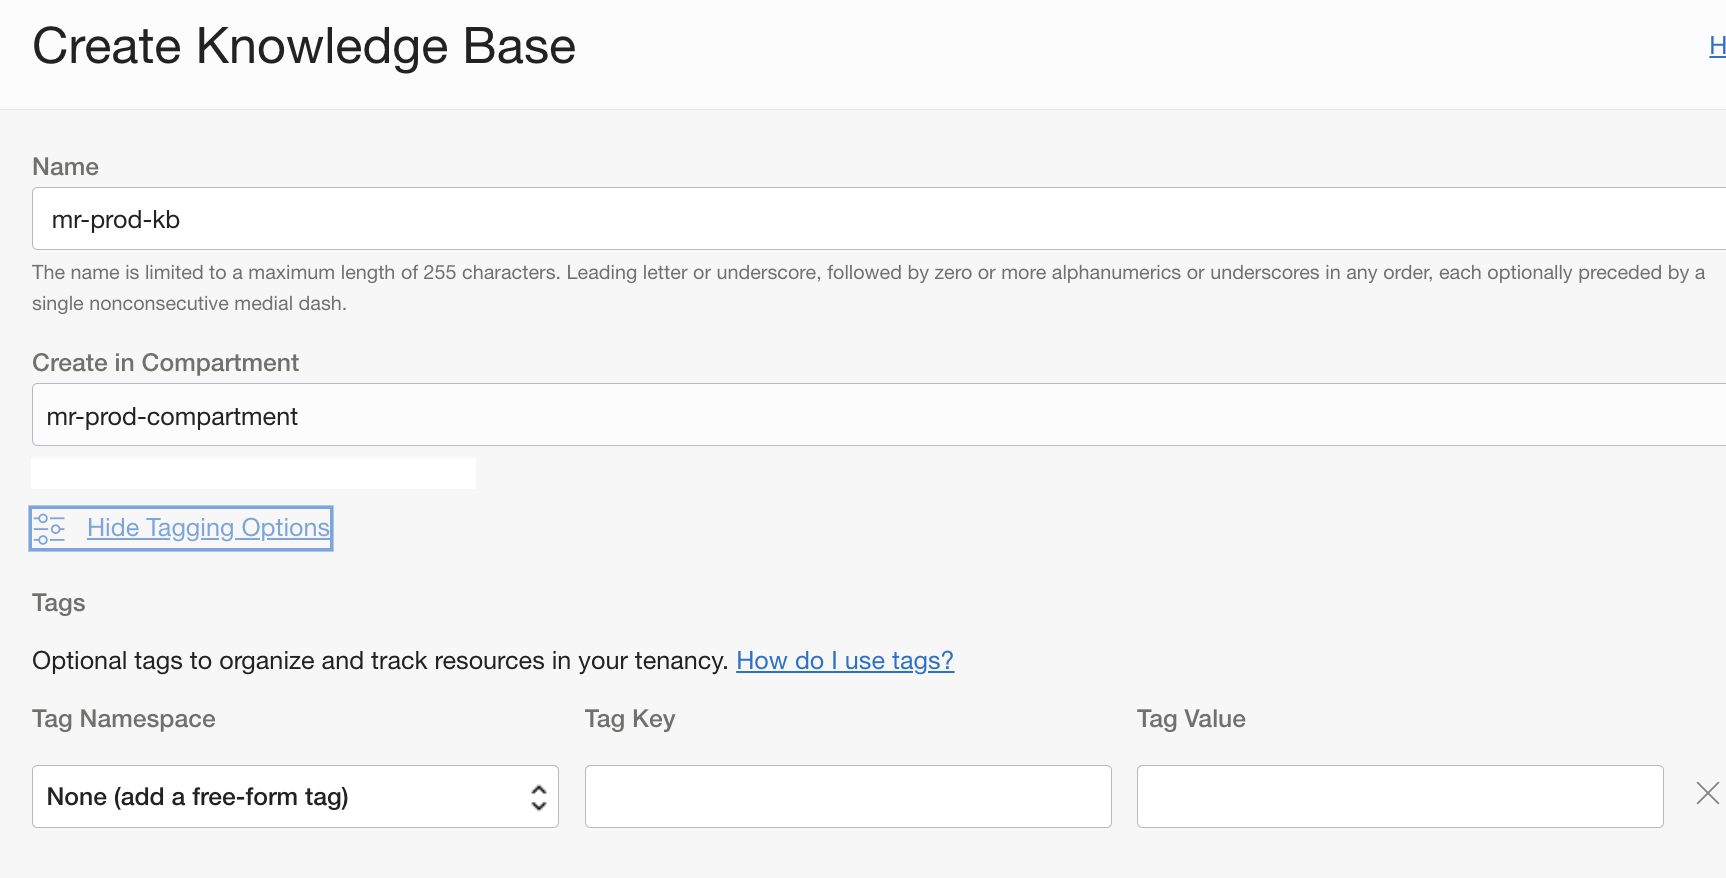 Create Knowledge Base
H
Name
mr-prod-kb
The name is limited to a maximum length of 255 characters. Leading letter or underscore, followed by zero or more alphanumerics or underscores in any order, each optionally preceded by a
single nonconsecutive medial dash.
Create in Compartment
mr-prod-compartment
Hide Tagging Options
Tags
Optional tags to organize and track resources in your tenancy. How do I use tags?
Tag Namespace Tag Key Tag Value
None (add a free-form tag)